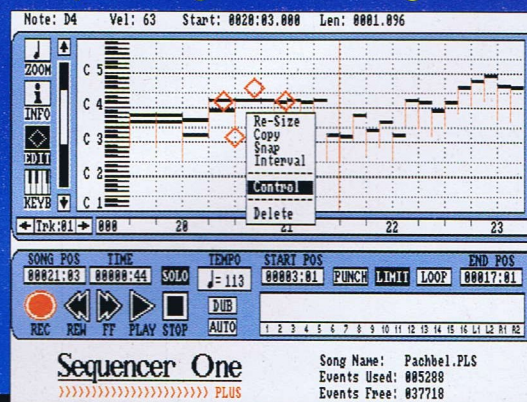 Note: D4 Vel: 63 Start: 0020:03.000 Len: 0001.096
ZOOM
INFO
EDIT
KEYB
C 5
C 4
C 3
C 2
C 1
Re-Size
Copy
Snap
Interval
Control
Delete
Trk:01 000 20 21 22 23
SONG POS TIME TEMPO START POS END POS
00021:03 00000:44 SOLO ♩= 113 00003:01 PUNCH LIMIT LOOP 00017:01
DUB
AUTO
REC REW FF PLAY STOP
1 2 3 4 5 6 7 8 9 10 11 12 13 14 15 16 L1 L2 R1 R2
Sequencer One
PLUS
Song Name: Pachbel.PLS
Events Used: 005288
Events Free: 037718